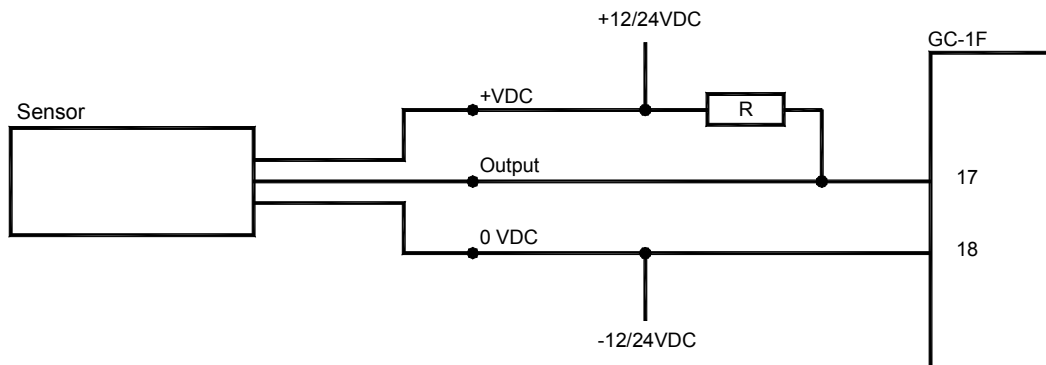 +12/24VDC
GC-1F
+VDC
R
Sensor
Output
17
0 VDC
18
-12/24VDC